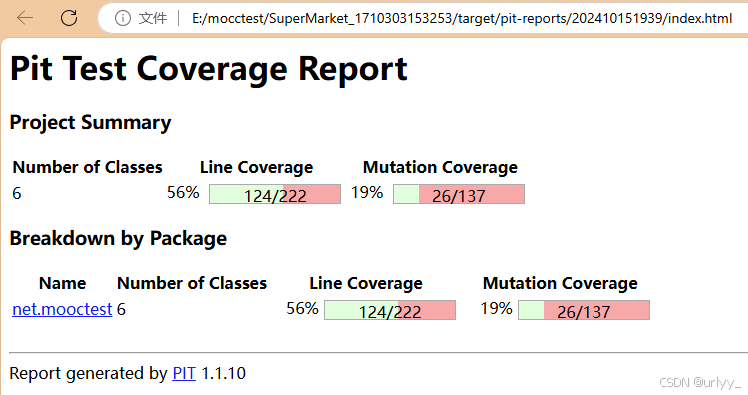 文件 E:/mocctest/SuperMarket_1710303153253/target/pit-reports/202410151939/index.html
Pit Test Coverage Report
Project Summary
Number of Classes Line Coverage Mutation Coverage
6 56% 124/222 19% 26/137
Breakdown by Package
Name Number of Classes Line Coverage Mutation Coverage
net.mooctest 6 56% 124/222 19% 26/137
Report generated by PIT 1.1.10
CSDN @urlyy_